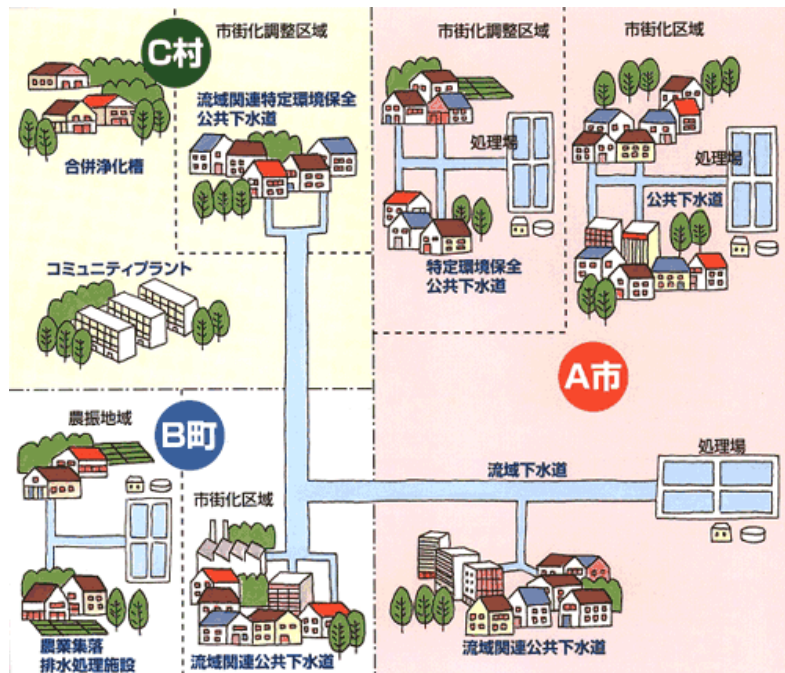 C村
市街化調整区域
流域関連特定環境保全
公共下水道
合併浄化槽
コミュニティプラント
市街化調整区域
処理場
特定環境保全
公共下水道
市街化区域
処理場
公共下水道
A市
農振地域
B町
市街化区域
流域下水道
処理場
農業集落
排水処理施設
流域関連公共下水道
流域関連公共下水道